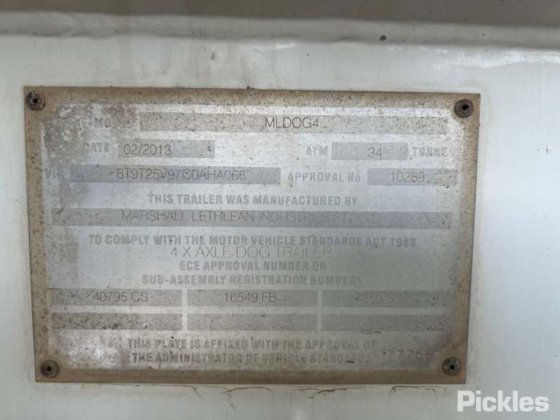 MLDOG4
DATE 02/2013 ATM 34 TONNE
APPROVAL No. 10289
THIS TRAILER WAS MANUFACTURED BY
MARSHALL LETHLEAN INDUSTRIES
TO COMPLY WITH THE MOTOR VEHICLE STANDARDS ACT 1989
4 X AXLE DOG TRAILER
ECE APPROVAL NUMBER OR
SUB-ASSEMBLY REGISTRATION NUMBERS
40795 CS 16549 FB
THIS PLATE IS AFFIXED WITH THE APPROVAL OF
THE ADMINISTRATOR OF VEHICLE STANDARDS
Pickles